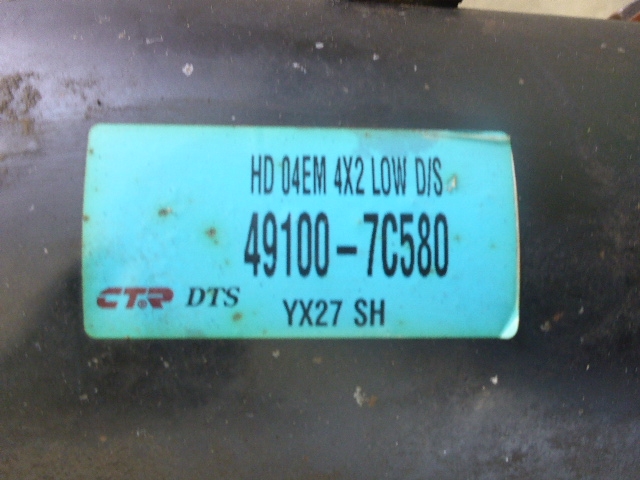 HD 04EM 4X2 LOW D/S
49100-7C580
CTR DTS
YX27 SH